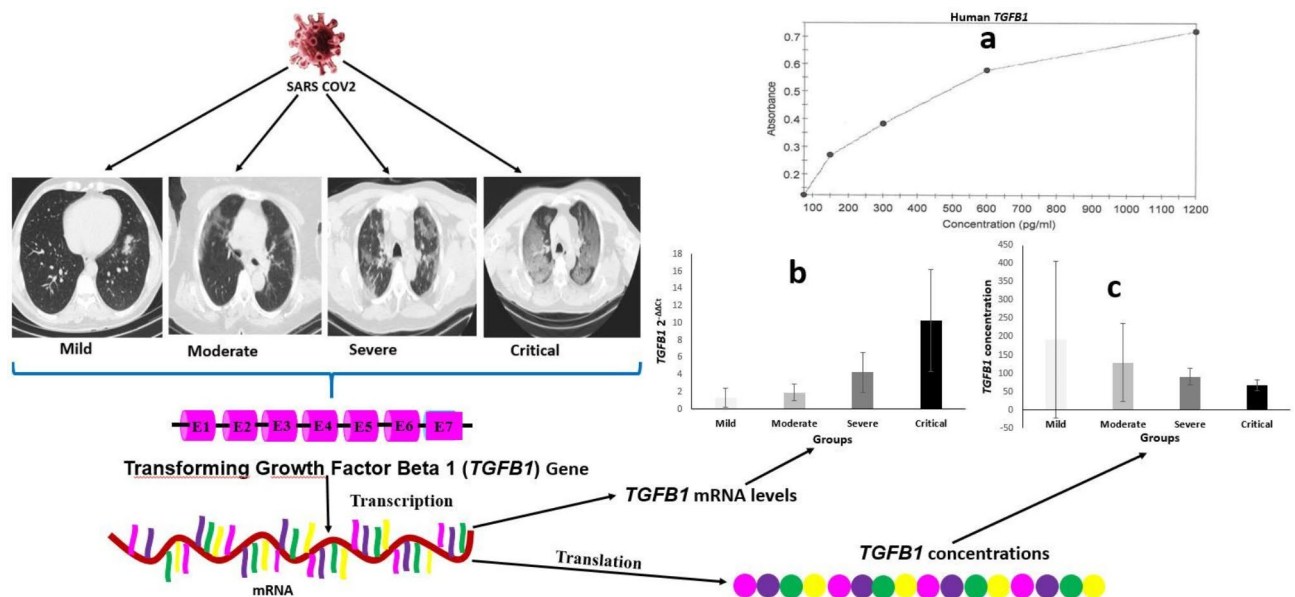 SARS COV2
Mild
Moderate
Severe
Critical
E1
E2
E3
E4
E5
E6
E7
Transforming Growth Factor Beta 1 (TGFB1) Gene
Transcription
mRNA
Translation
TGFB1 mRNA levels
TGFB1 concentrations
Human TGFB1
a
Absorbance
0.7
0.6
0.5
0.4
0.3
0.2
100 200 300 400 500 600 700 800 900 1000 1100 1200
Concentration (pg/ml)
b
TGFB1 2-ΔΔCt
18
16
14
12
10
8
6
4
2
0
Mild Moderate Severe Critical
Groups
c
TGFB1 concentration
450
400
350
300
250
200
150
100
50
0
-50
Mild Moderate Severe Critical
Groups